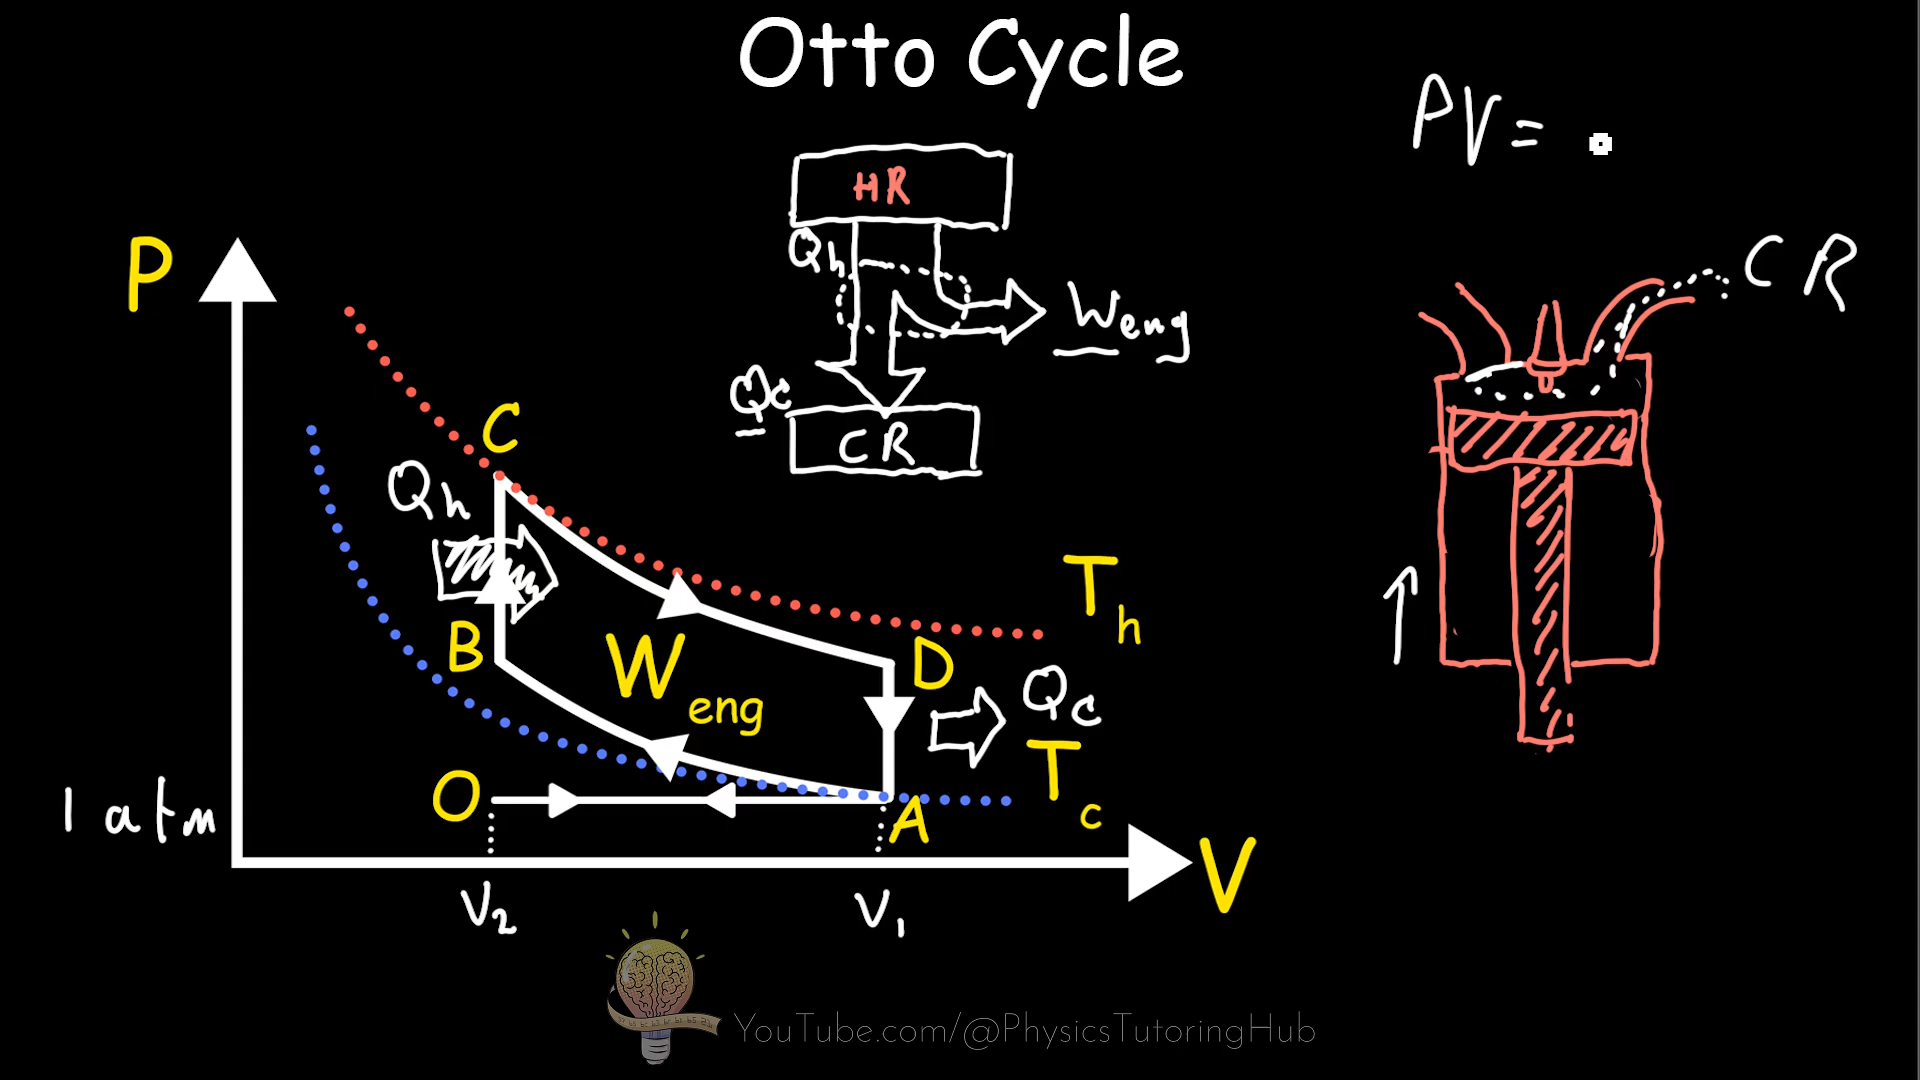 Otto Cycle
PV =
HR
Qh
Weng
Qc
CR
CR
P
C
Qh
Th
B
Weng
D
Qc
Tc
O
A
1 atm
V
V2
V1
YouTube.com/@PhysicsTutoringHub